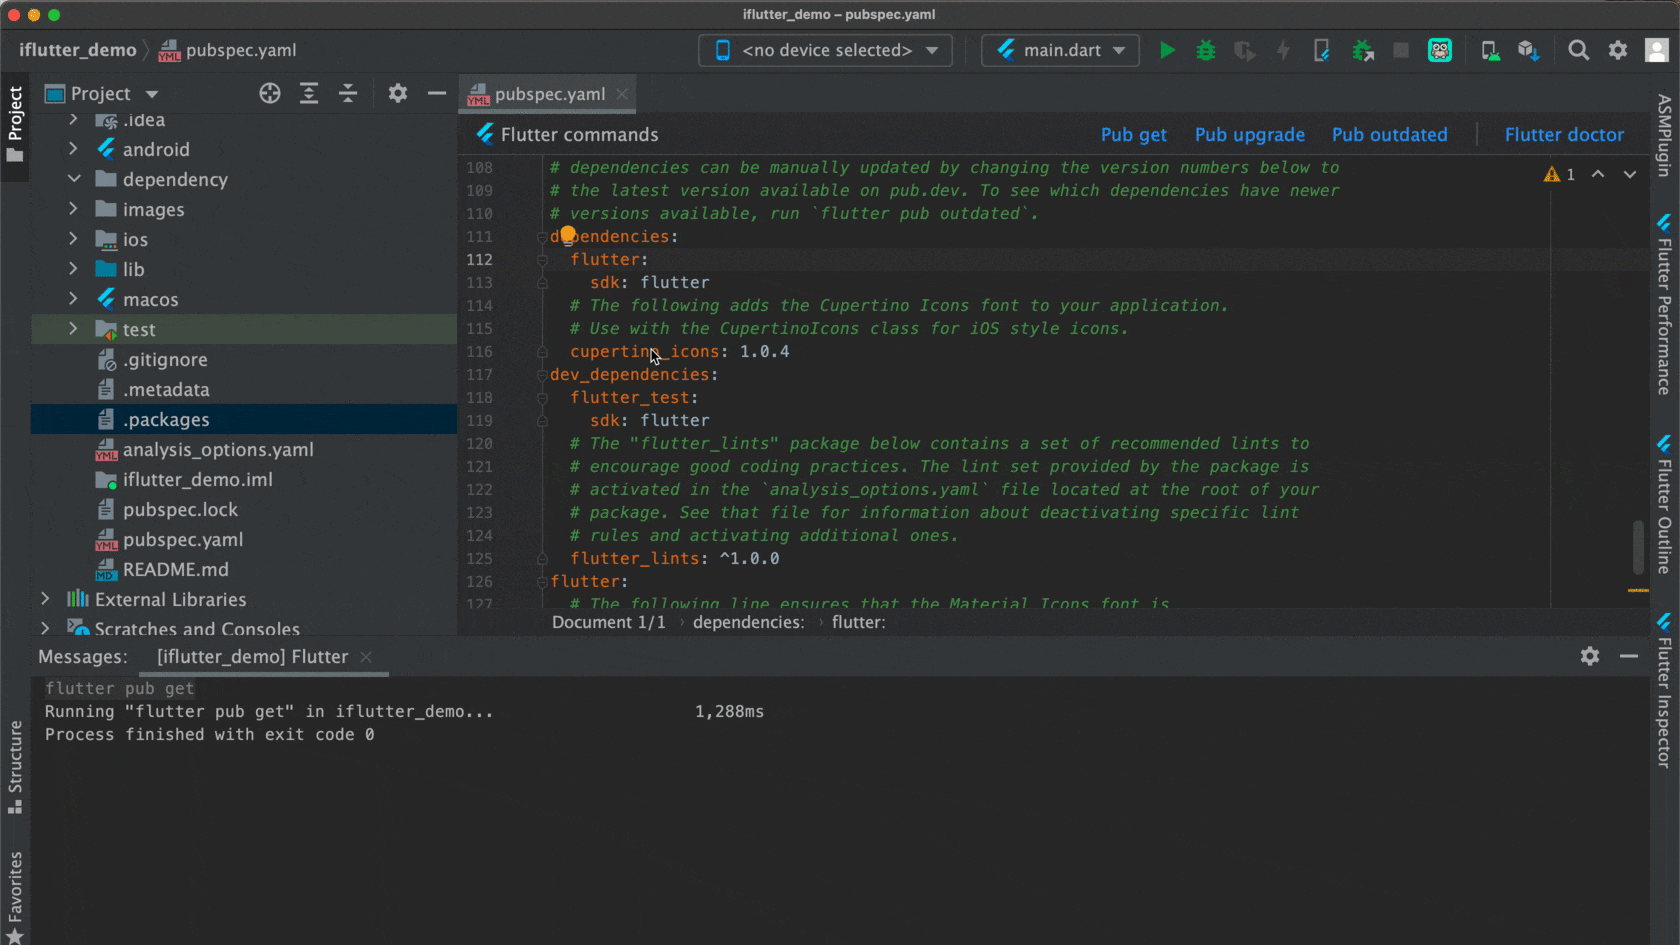 iflutter_demo – pubspec.yaml
iflutter_demo
pubspec.yaml
<no device selected>
main.dart
Project
Project
pubspec.yaml
.idea
android
dependency
images
ios
lib
macos
test
.gitignore
.metadata
.packages
analysis_options.yaml
iflutter_demo.iml
pubspec.lock
pubspec.yaml
README.md
External Libraries
Scratches and Consoles
Flutter commands
Pub get
Pub upgrade
Pub outdated
Flutter doctor
1
108 # dependencies can be manually updated by changing the version numbers below to
109 # the latest version available on pub.dev. To see which dependencies have newer
110 # versions available, run `flutter pub outdated`.
111 dependencies:
112 flutter:
113 sdk: flutter
114 # The following adds the Cupertino Icons font to your application.
115 # Use with the CupertinoIcons class for iOS style icons.
116 cupertino_icons: 1.0.4
117 dev_dependencies:
118 flutter_test:
119 sdk: flutter
120 # The "flutter_lints" package below contains a set of recommended lints to
121 # encourage good coding practices. The lint set provided by the package is
122 # activated in the `analysis_options.yaml` file located at the root of your
123 # package. See that file for information about deactivating specific lint
124 # rules and activating additional ones.
125 flutter_lints: ^1.0.0
126 flutter:
127 # The following line ensures that the Material Icons font is
Document 1/1 › dependencies: › flutter:
ASMPlugin
Flutter Performance
Flutter Outline
Flutter Inspector
Messages:
[iflutter_demo] Flutter
flutter pub get
Running "flutter pub get" in iflutter_demo... 1,288ms
Process finished with exit code 0
Structure
Favorites